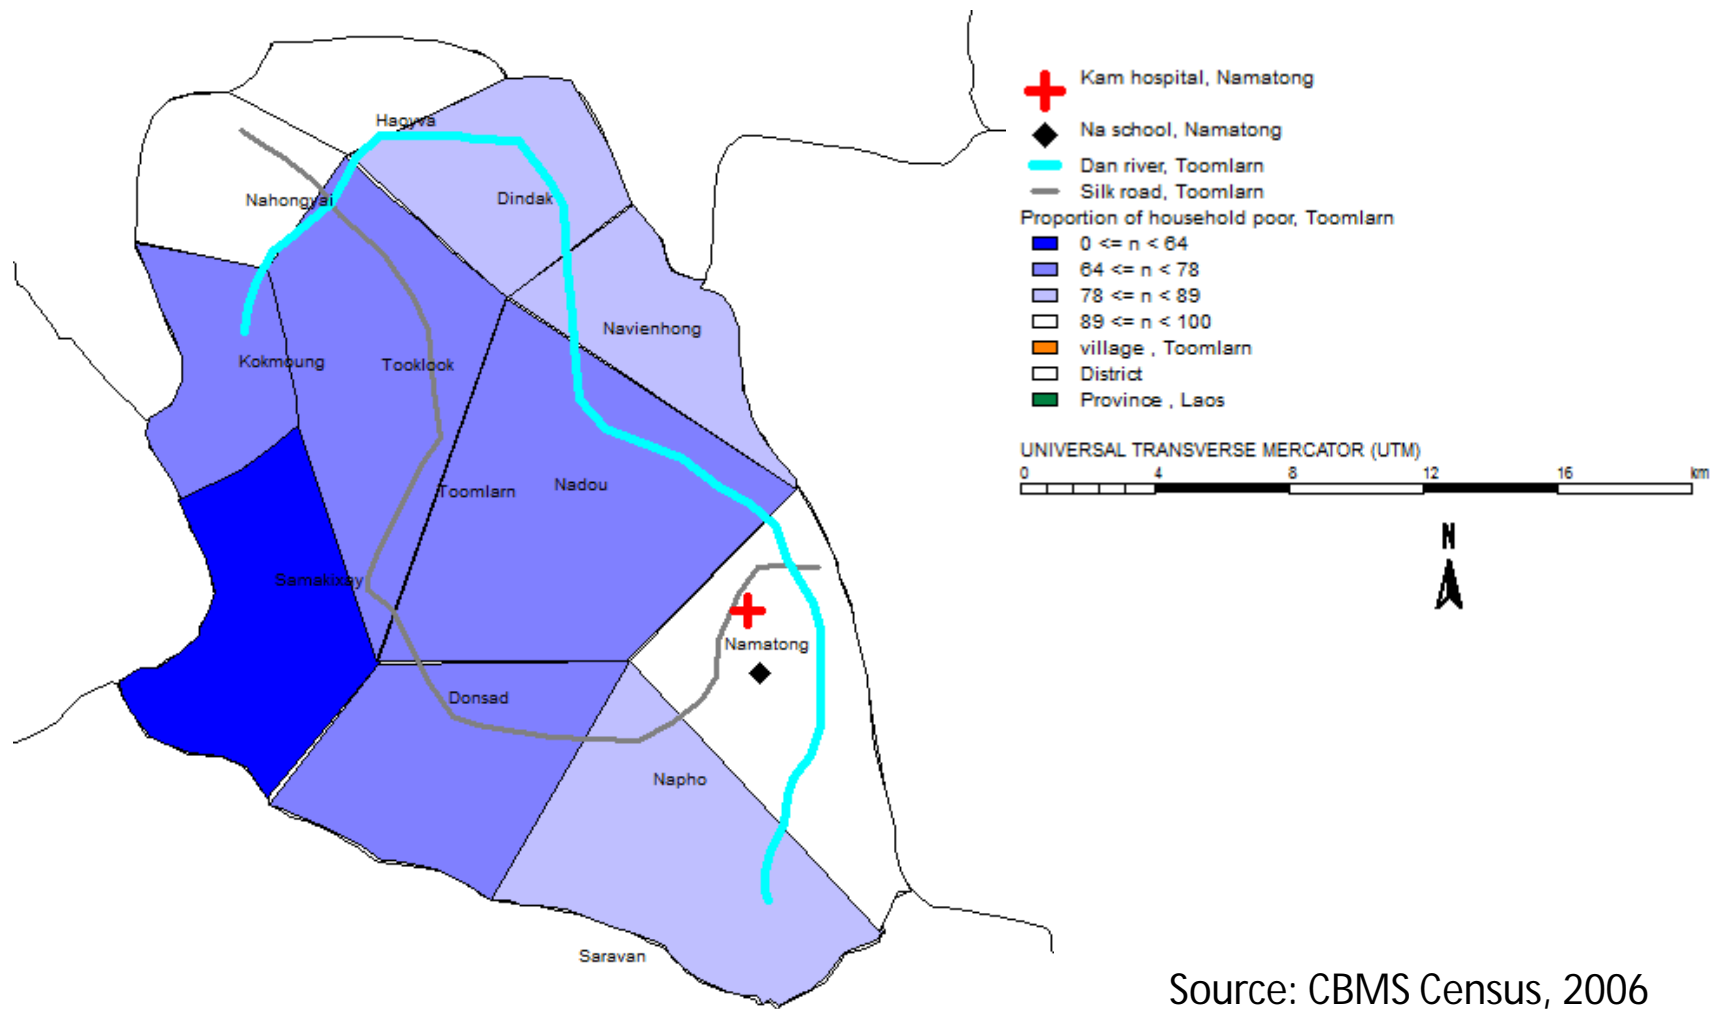 Haoyva
Nahongyai
Dindak
Navienhong
Kokmoung
Tooklook
Toomlarn
Nadou
Samakixay
Namatong
Donsad
Napho
Saravan
Kam hospital, Namatong
Na school, Namatong
Dan river, Toomlarn
Silk road, Toomlarn
Proportion of household poor, Toomlarn
0 <= n < 64
64 <= n < 78
78 <= n < 89
89 <= n < 100
village , Toomlarn
District
Province , Laos
UNIVERSAL TRANSVERSE MERCATOR (UTM)
0 4 8 12 16 km
N
Source: CBMS Census, 2006